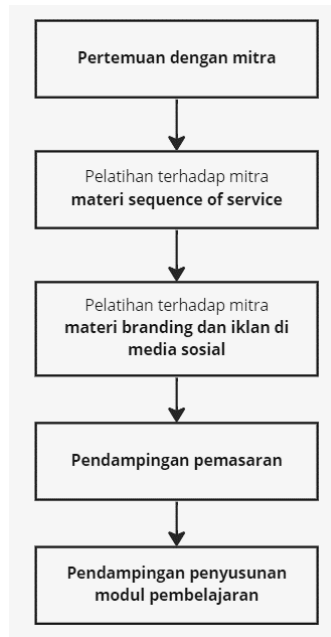 Pertemuan dengan mitra
Pelatihan terhadap mitra
materi sequence of service
Pelatihan terhadap mitra
materi branding dan iklan di
media sosial
Pendampingan pemasaran
Pendampingan penyusunan
modul pembelajaran